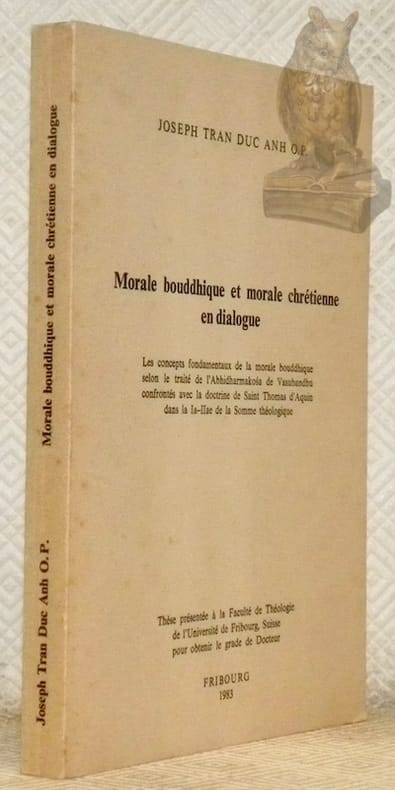 Joseph Tran Duc Anh O.P.    Morale bouddhique et morale chrétienne en dialogue
JOSEPH TRAN DUC ANH O.P.
Morale bouddhique et morale chrétienne
en dialogue
Les concepts fondamentaux de la morale bouddhique
selon le traité de l'Abhidharmakośa de Vasubandhu
confrontés avec la doctrine de Saint Thomas d'Aquin
dans la Ia-IIae de la Somme théologique
Thèse présentée à la Faculté de Théologie
de l'Université de Fribourg, Suisse
pour obtenir le grade de Docteur
FRIBOURG
1983